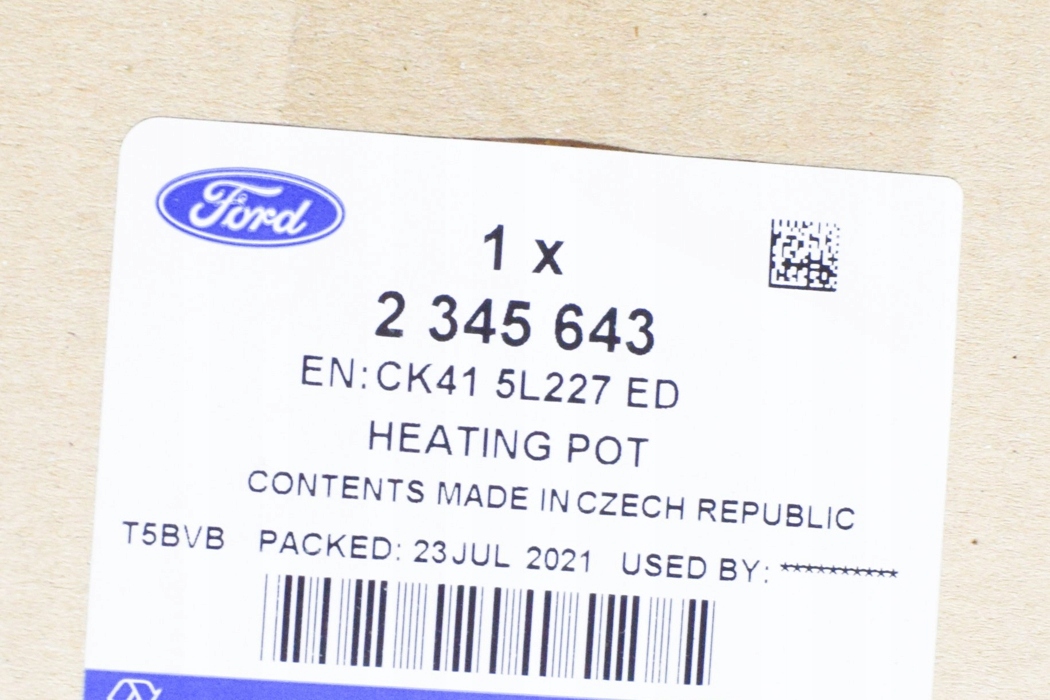 Ford
1 x
2 345 643
EN: CK41 5L227 ED
HEATING POT
CONTENTS MADE IN CZECH REPUBLIC
T5BVB PACKED: 23 JUL 2021 USED BY: **********